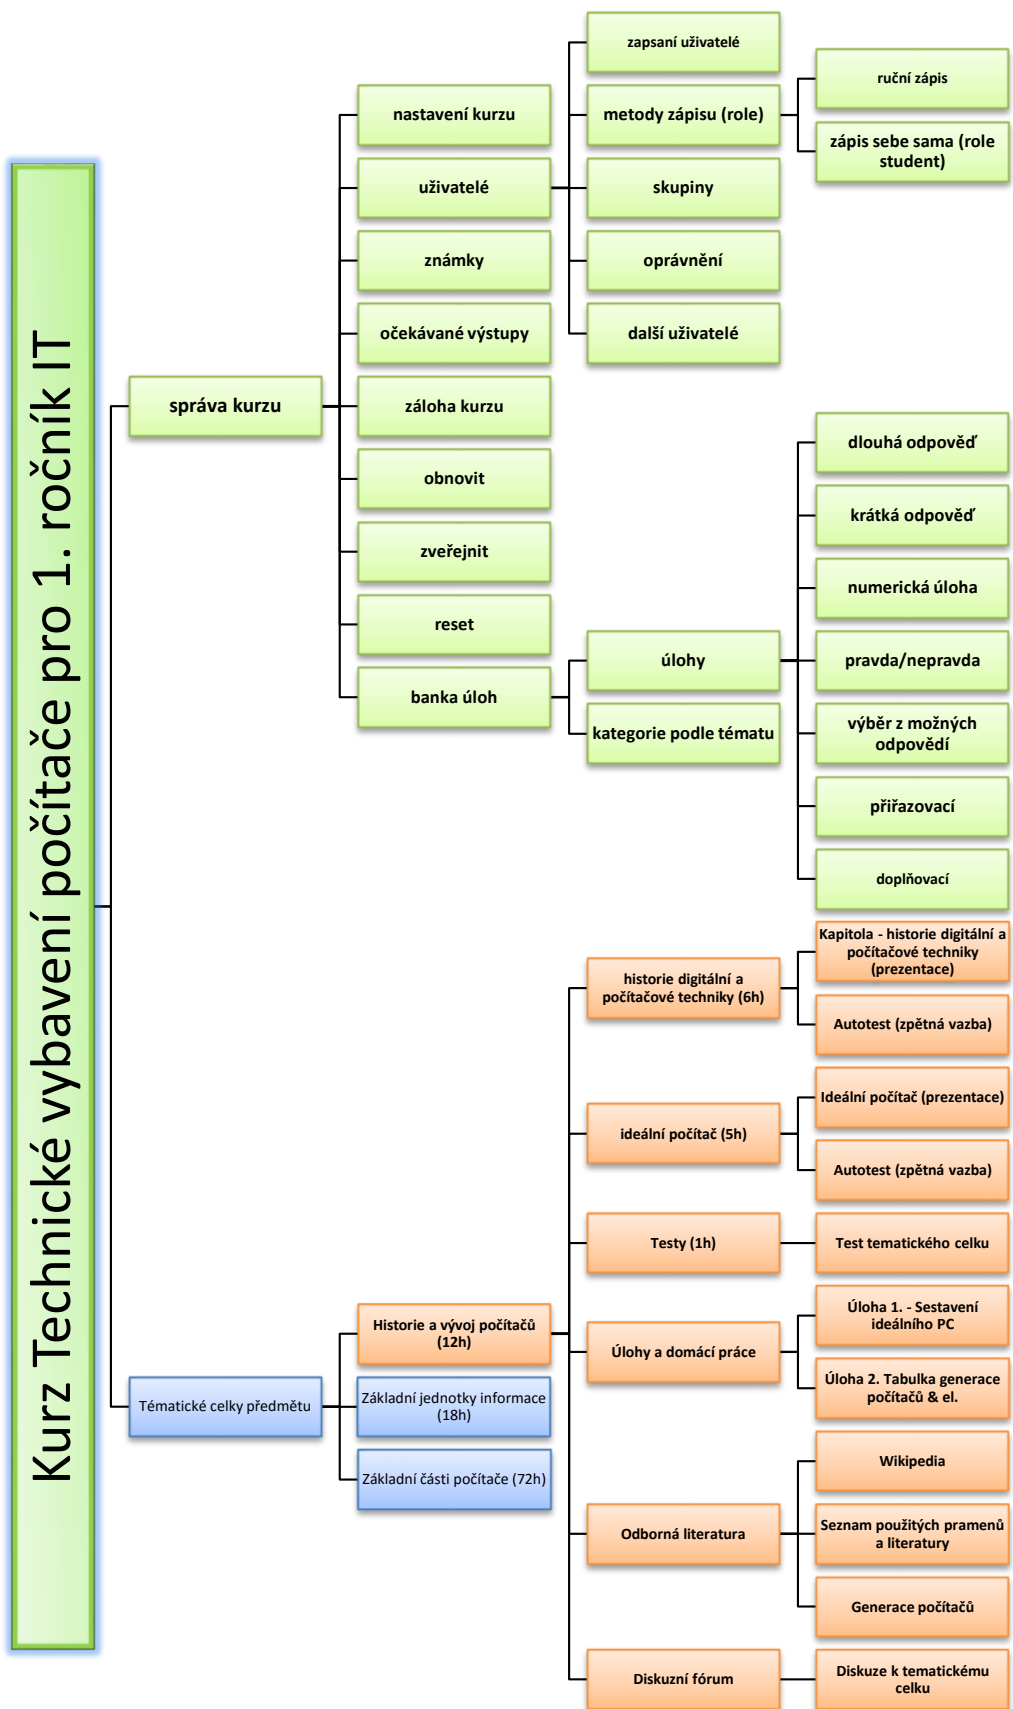 Kurz Technické vybavení počítače pro 1. ročník IT
správa kurzu
nastavení kurzu
uživatelé
zapsaní uživatelé
metody zápisu (role)
ruční zápis
zápis sebe sama (role
student)
skupiny
oprávnění
další uživatelé
známky
očekávané výstupy
záloha kurzu
obnovit
zveřejnit
reset
banka úloh
úlohy
dlouhá odpověď
krátká odpověď
numerická úloha
pravda/nepravda
výběr z možných
odpovědí
přiřazovací
doplňovací
kategorie podle tématu
Tématické celky předmětu
Historie a vývoj počítačů
(12h)
historie digitální a
počítačové techniky (6h)
Kapitola - historie digitální a
počítačové techniky
(prezentace)
Autotest (zpětná vazba)
ideální počítač (5h)
Ideální počítač (prezentace)
Autotest (zpětná vazba)
Testy (1h)
Test tematického celku
Úlohy a domácí práce
Úloha 1. - Sestavení
ideálního PC
Úloha 2. Tabulka generace
počítačů & el.
Odborná literatura
Wikipedia
Seznam použitých pramenů
a literatury
Generace počítačů
Diskuzní fórum
Diskuze k tematickému
celku
Základní jednotky informace
(18h)
Základní části počítače (72h)